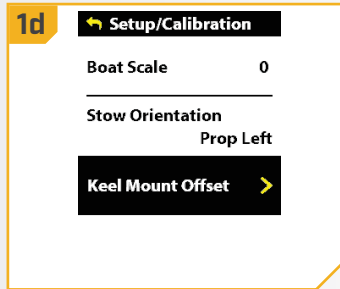 1d
Setup/Calibration
Boat Scale 0
Stow Orientation
Prop Left
Keel Mount Offset